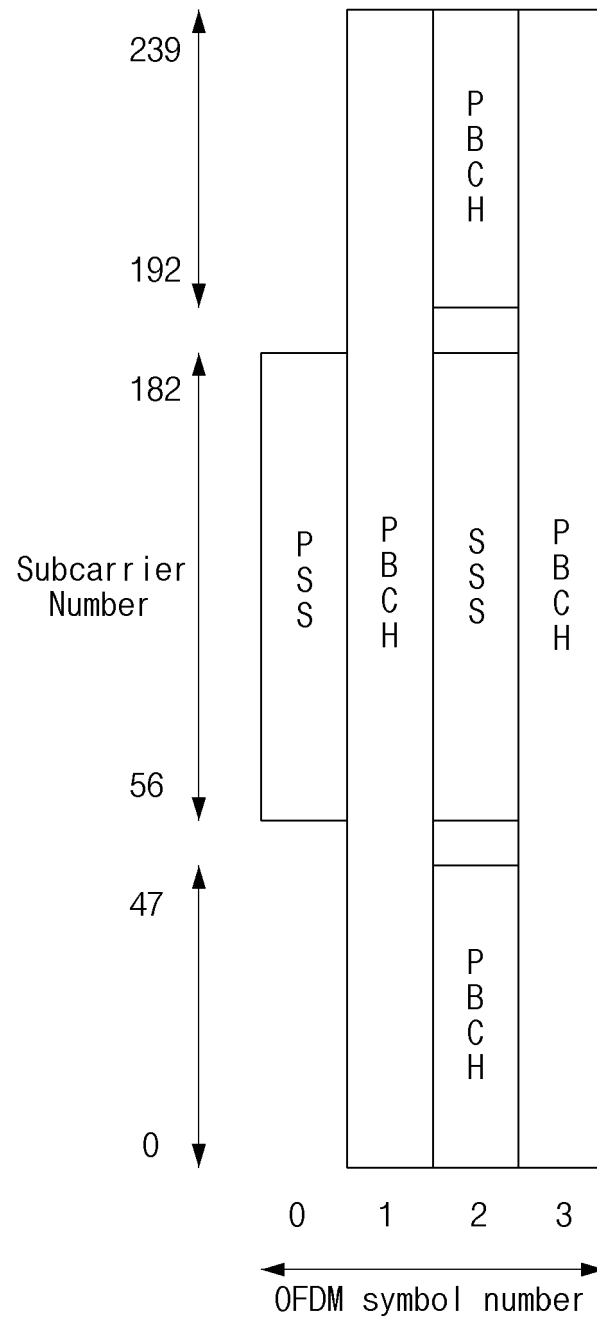 239
PBCH
192
182
PSS
PBCH
SSS
PBCH
Subcarrier
Number
56
47
PBCH
0
0 1 2 3
OFDM symbol number